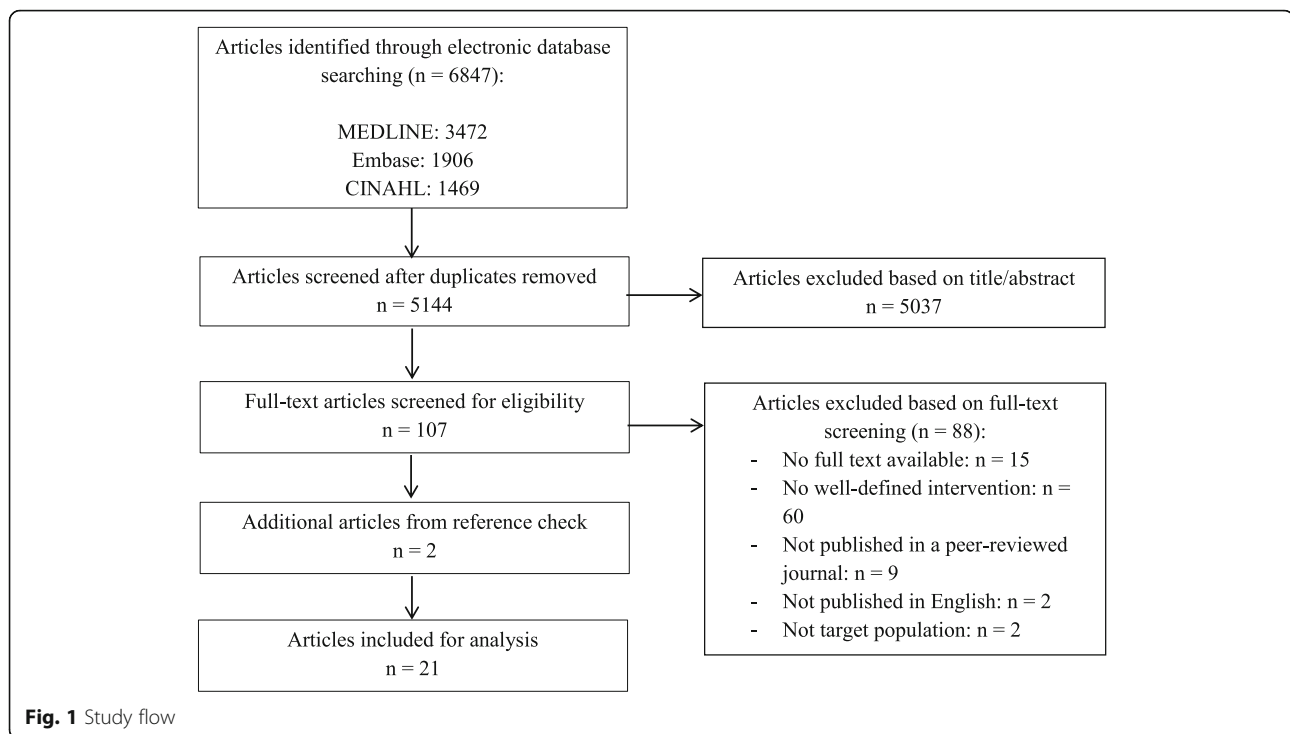 Articles identified through electronic database
searching (n = 6847):
MEDLINE: 3472
Embase: 1906
CINAHL: 1469
Articles screened after duplicates removed
n = 5144
Articles excluded based on title/abstract
n = 5037
Full-text articles screened for eligibility
n = 107
Articles excluded based on full-text
screening (n = 88):
- No full text available: n = 15
- No well-defined intervention: n =
60
- Not published in a peer-reviewed
journal: n = 9
- Not published in English: n = 2
- Not target population: n = 2
Additional articles from reference check
n = 2
Articles included for analysis
n = 21
Fig. 1 Study flow